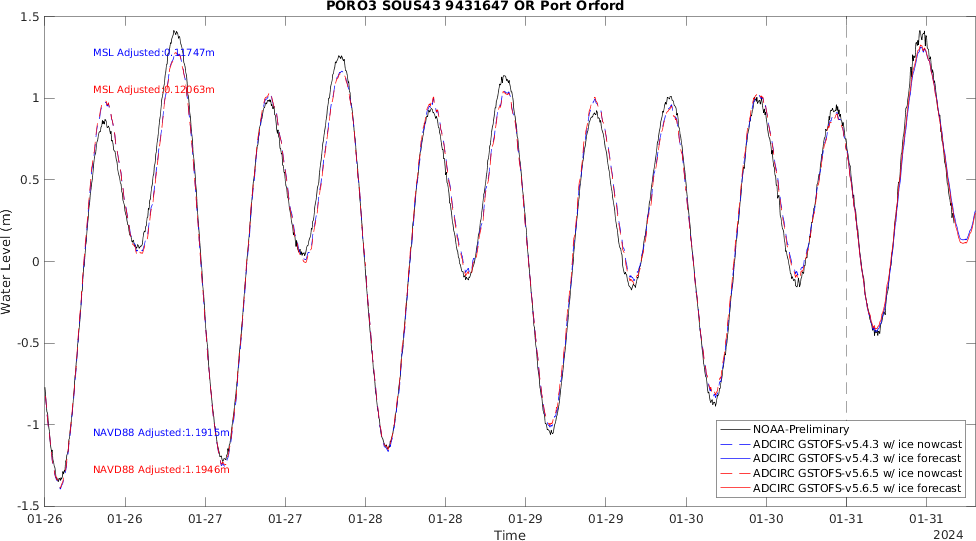 PORO3 SOUS43 9431647 OR Port Orford
Water Level (m)
1.5
1
0.5
0
-0.5
-1
-1.5
MSL Adjusted:0.11747m
MSL Adjusted:0.12063m
NAVD88 Adjusted:1.1915m
NAVD88 Adjusted:1.1946m
NOAA-Preliminary
ADCIRC GSTOFS-v5.4.3 w/ ice nowcast
ADCIRC GSTOFS-v5.4.3 w/ ice forecast
ADCIRC GSTOFS-v5.6.5 w/ ice nowcast
ADCIRC GSTOFS-v5.6.5 w/ ice forecast
01-26 01-26 01-27 01-27 01-28 01-28 01-29 01-29 01-30 01-30 01-31 01-31
Time
2024